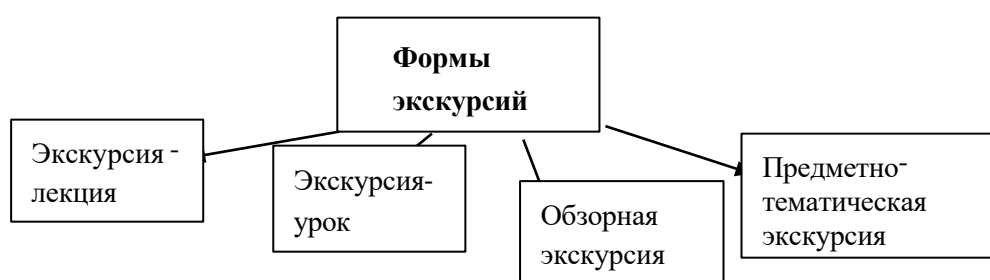 Формы
экскурсий
Экскурсия -
лекция
Экскурсия-
урок
Обзорная
экскурсия
Предметно-
тематическая
экскурсия